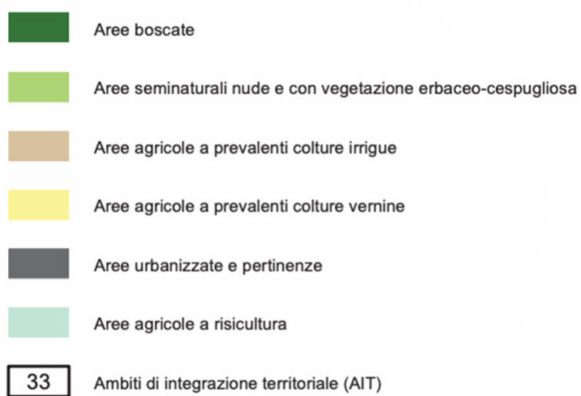 Aree boscate
Aree seminaturali nude e con vegetazione erbaceo-cespugliosa
Aree agricole a prevalenti colture irrigue
Aree agricole a prevalenti colture vernine
Aree urbanizzate e pertinenze
Aree agricole a risicultura
33 Ambiti di integrazione territoriale (AIT)